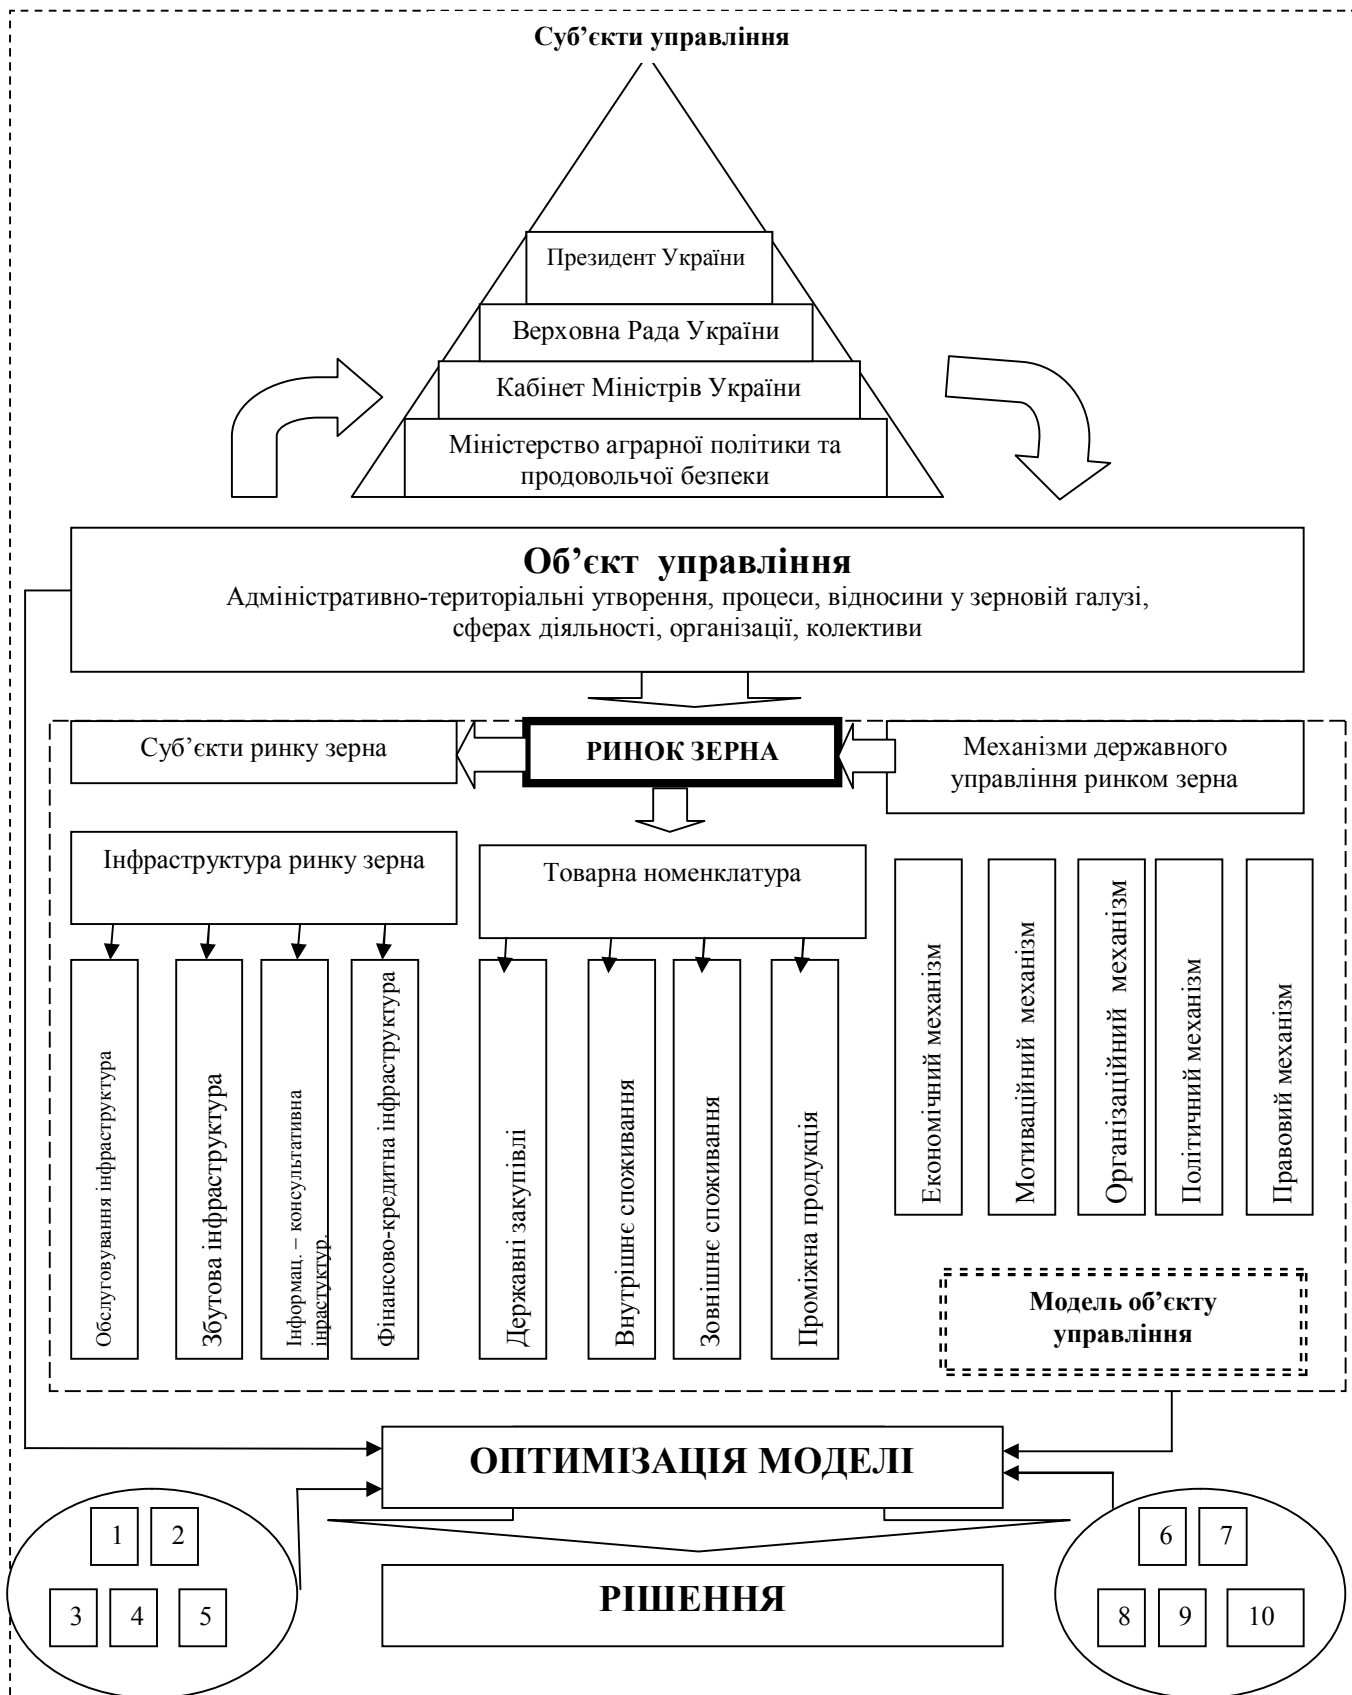 Суб’єкти управління
Президент України
Верховна Рада України
Кабінет Міністрів України
Міністерство аграрної політики та
продовольчої безпеки
Об’єкт управління
Адміністративно-територіальні утворення, процеси, відносини у зерновій галузі,
сферах діяльності, організації, колективи
Суб’єкти ринку зерна
РИНОК ЗЕРНА
Механізми державного
управління ринком зерна
Інфраструктура ринку зерна
Товарна номенклатура
Обслуговування інфраструктура
Збутова інфраструктура
Інформац. – консультативна
інраструктур.
Фінансово-кредитна інфраструктура
Державні закупівлі
Внутрішнє споживання
Зовнішнє споживання
Проміжна продукція
Економічний механізм
Мотиваційний механізм
Організаційний механізм
Політичний механізм
Правовий механізм
Модель об’єкту
управління
ОПТИМІЗАЦІЯ МОДЕЛІ
1 2
3 4 5
6 7
8 9 10
РІШЕННЯ